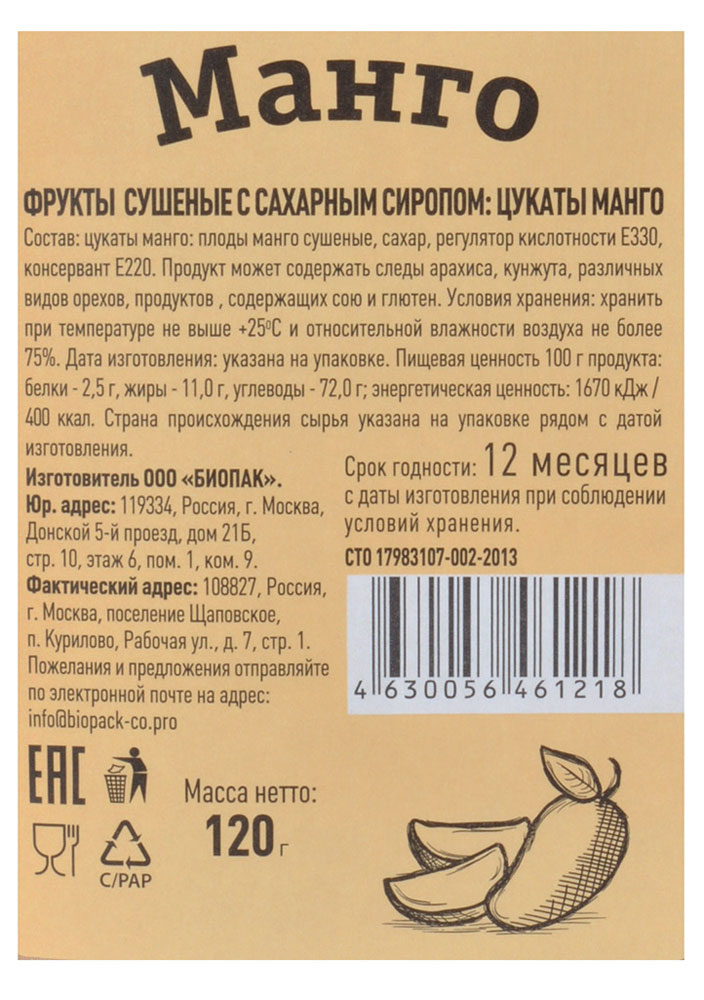 Манго
ФРУКТЫ СУШЕНЫЕ С САХАРНЫМ СИРОПОМ: ЦУКАТЫ МАНГО
Состав: цукаты манго: плоды манго сушеные, сахар, регулятор кислотности Е330,
консервант Е220. Продукт может содержать следы арахиса, кунжута, различных
видов орехов, продуктов , содержащих сою и глютен. Условия хранения: хранить
при температуре не выше +25⁰С и относительной влажности воздуха не более
75%. Дата изготовления: указана на упаковке. Пищевая ценность 100 г продукта:
белки - 2,5 г, жиры - 11,0 г, углеводы - 72,0 г; энергетическая ценность: 1670 кДж /
400 ккал. Страна происхождения сырья указана на упаковке рядом с датой
изготовления.
Изготовитель ООО «БИОПАК».
Юр. адрес: 119334, Россия, г. Москва,
Донской 5-й проезд, дом 21Б,
стр. 10, этаж 6, пом. 1, ком. 9.
Фактический адрес: 108827, Россия,
г. Москва, поселение Щаповское,
п. Курилово, Рабочая ул., д. 7, стр. 1.
Пожелания и предложения отправляйте
по электронной почте на адрес:
info@biopack-co.pro
Срок годности: 12 месяцев
с даты изготовления при соблюдении
условий хранения.
СТО 17983107-002-2013
4 630056 461218
ЕАС
Масса нетто:
120 г
C/PAP